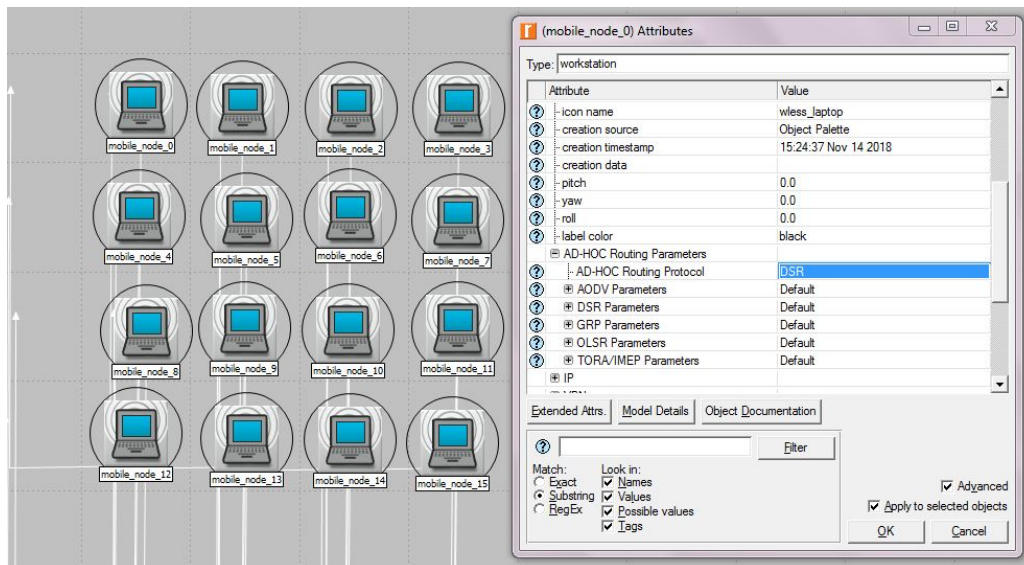 mobile_node_0
mobile_node_1
mobile_node_2
mobile_node_3
mobile_node_4
mobile_node_5
mobile_node_6
mobile_node_7
mobile_node_8
mobile_node_9
mobile_node_10
mobile_node_11
mobile_node_12
mobile_node_13
mobile_node_14
mobile_node_15
(mobile_node_0) Attributes
Type: workstation
Attribute Value
icon name wless_laptop
creation source Object Palette
creation timestamp 15:24:37 Nov 14 2018
creation data
pitch 0.0
yaw 0.0
roll 0.0
label color black
AD-HOC Routing Parameters
AD-HOC Routing Protocol DSR
AODV Parameters Default
DSR Parameters Default
GRP Parameters Default
OLSR Parameters Default
TORA/IMEP Parameters Default
IP
Extended Attrs. Model Details Object Documentation
Filter
Match: Look in:
Exact Names
Substring Values
RegEx Possible values
Tags
Advanced
Apply to selected objects
OK Cancel